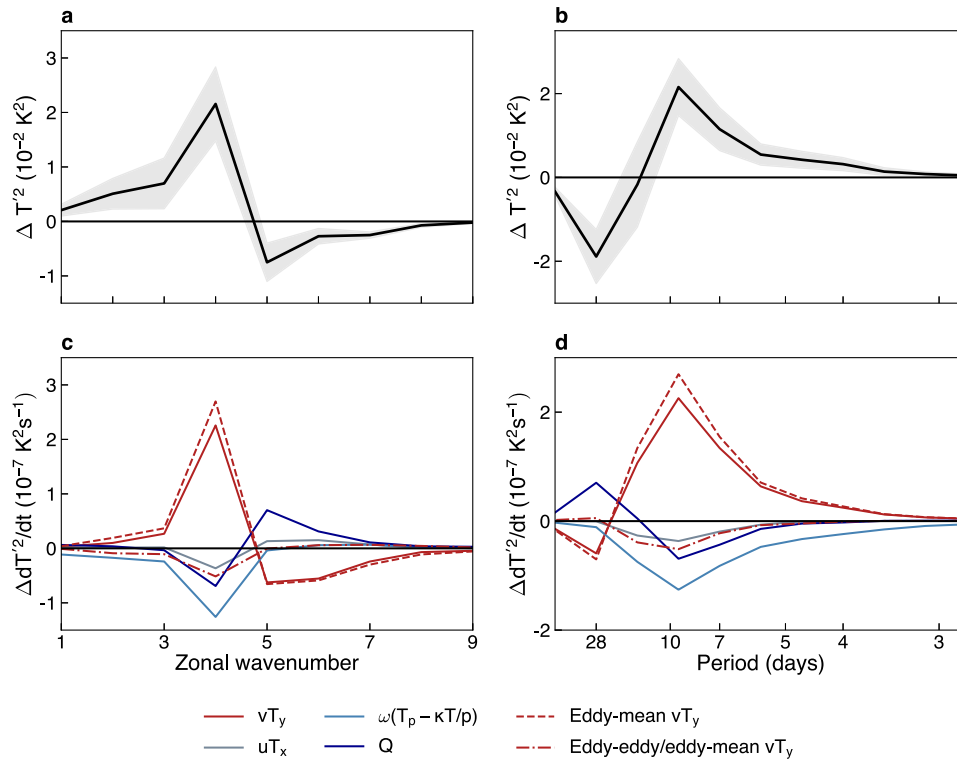 a
b
Δ T′² (10⁻² K²)
3
2
1
0
-1
Δ T′² (10⁻² K²)
2
0
-2
c
d
ΔdT′²/dt (10⁻⁷ K²s⁻¹)
3
2
1
0
-1
1
3
5
7
9
Zonal wavenumber
ΔdT′²/dt (10⁻⁷ K²s⁻¹)
2
0
-2
28
10
7
5
4
3
Period (days)
vTy
ω(Tp – κT/p)
Eddy-mean vTy
uTx
Q
Eddy-eddy/eddy-mean vTy